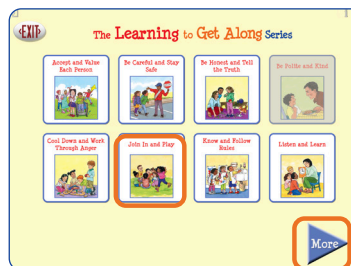 EXIT
The Learning to Get Along Series
Accept and Value
Each Person
Be Careful and Stay
Safe
Be Honest and Tell
the Truth
Be Polite and Kind
Cool Down and Work
Through Anger
Join In and Play
Know and Follow
Rules
Listen and Learn
More